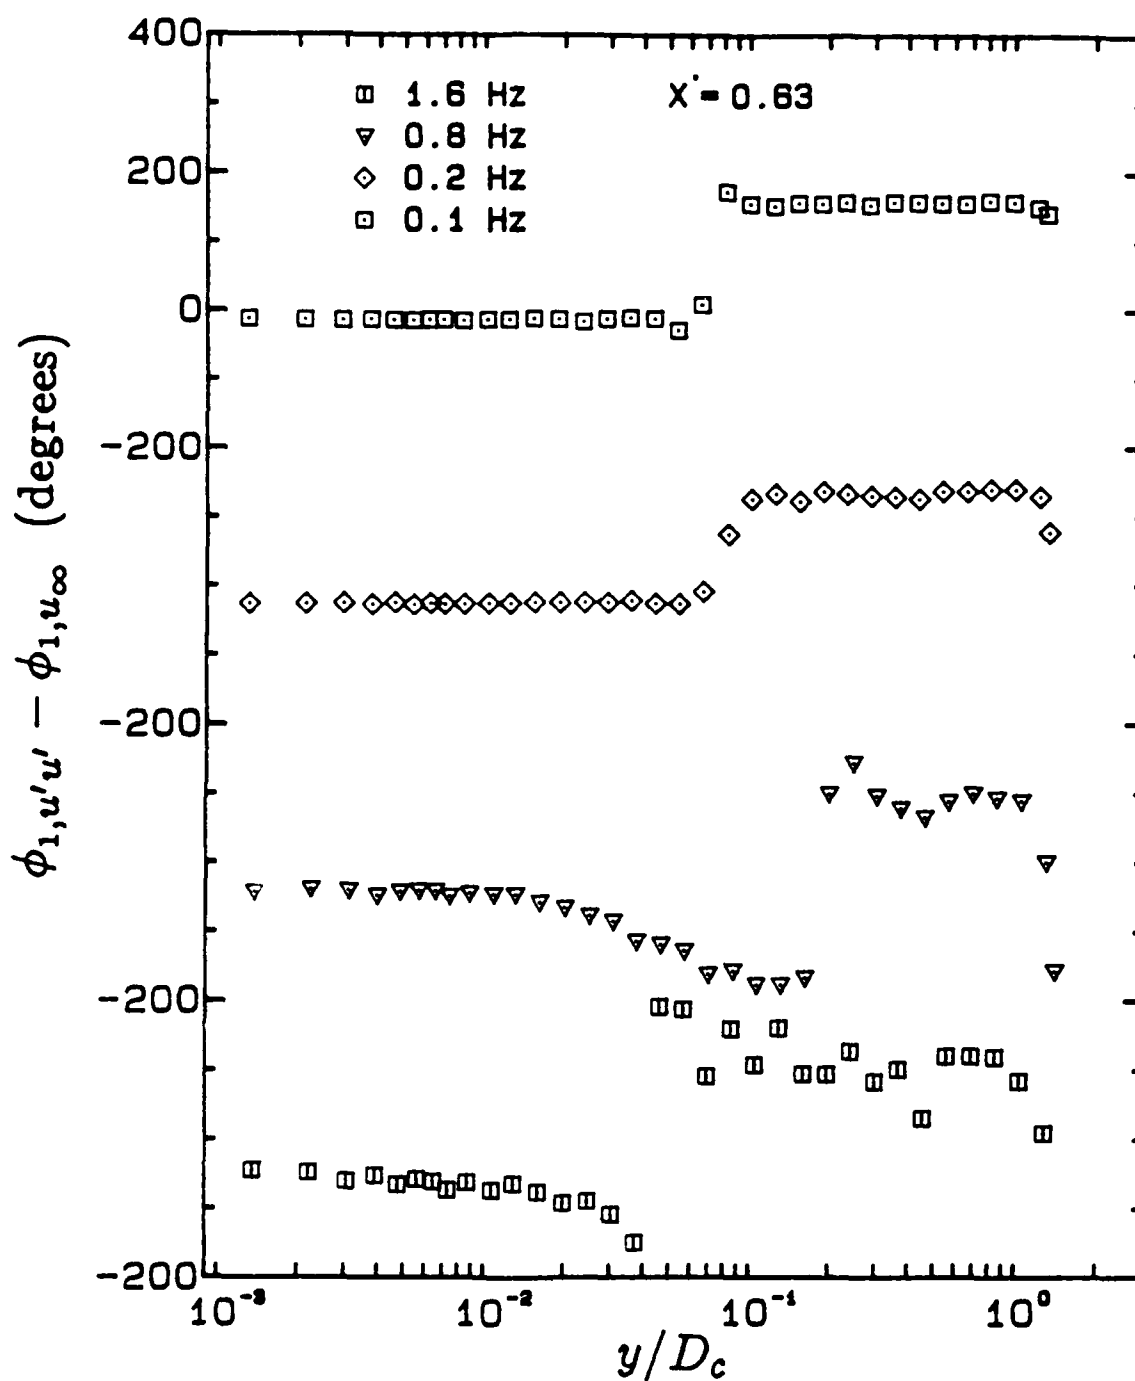 400
200
0
-200
-200
-200
-200
1.6 Hz
0.8 Hz
0.2 Hz
0.1 Hz
X' = 0.63
ϕ₁,u'u' − ϕ₁,u∞ (degrees)
10⁻³ 10⁻² 10⁻¹ 10⁰
y/D_c